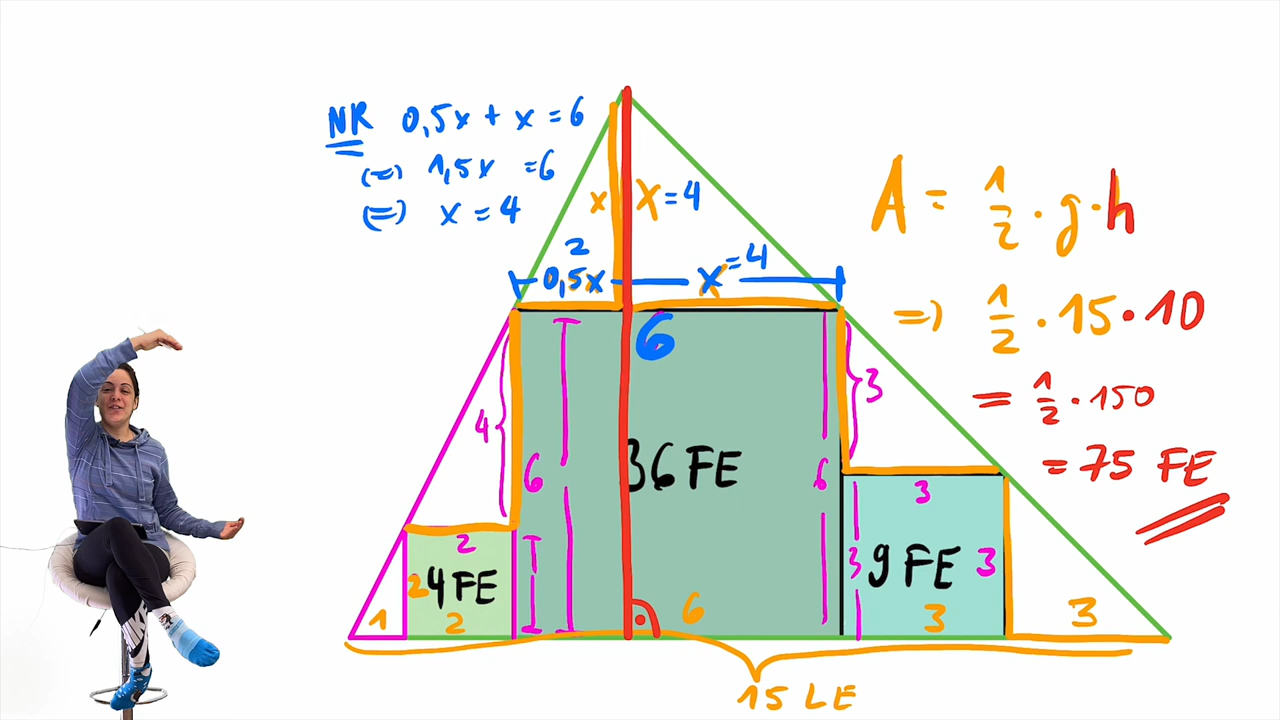 NR 0,5x + x = 6
(=) 1,5x = 6
(=) x = 4
x
X = 4
2
0,5x
x = 4
6
A = 1/2 · g · h
=) 1/2 · 15 · 10
= 1/2 · 150
= 75 FE
4
6
36 FE
6
3
3
2
2
4 FE
2
1
6
3
9 FE
3
3
3
15 LE